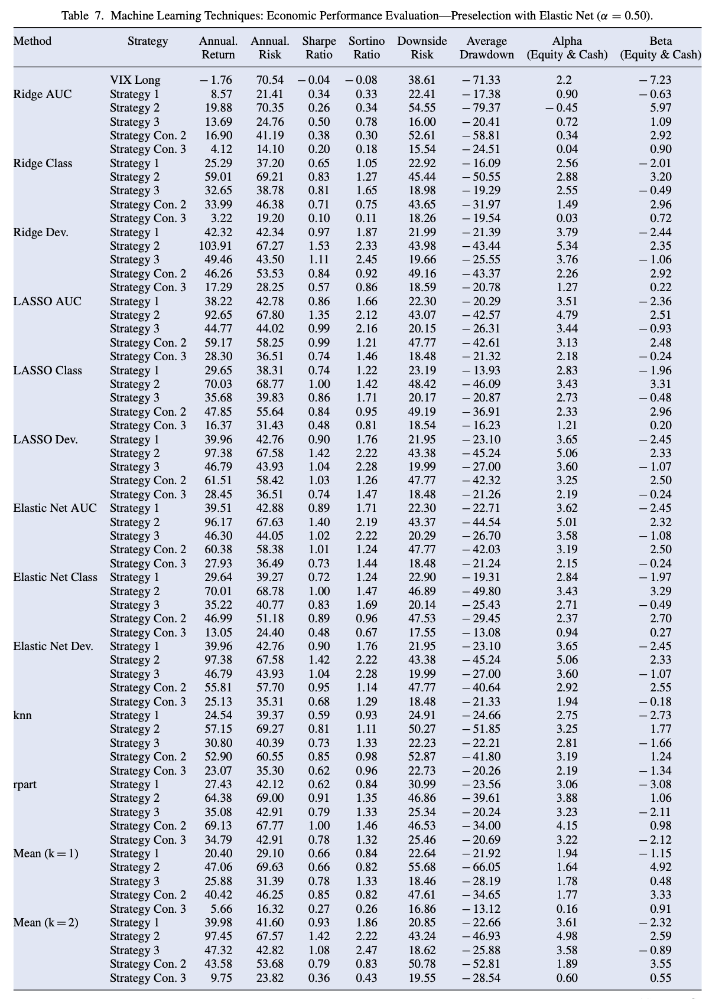 Table 7. Machine Learning Techniques: Economic Performance Evaluation—Preselection with Elastic Net (α = 0.50).
Method Strategy Annual. Annual. Sharpe Sortino Downside Average Alpha Beta
Return Risk Ratio Ratio Risk Drawdown (Equity & Cash) (Equity & Cash)
VIX Long − 1.76 70.54 − 0.04 − 0.08 38.61 − 71.33 2.2 − 7.23
Ridge AUC Strategy 1 8.57 21.41 0.34 0.33 22.41 − 17.38 0.90 − 0.63
Strategy 2 19.88 70.35 0.26 0.34 54.55 − 79.37 − 0.45 5.97
Strategy 3 13.69 24.76 0.50 0.78 16.00 − 20.41 0.72 1.09
Strategy Con. 2 16.90 41.19 0.38 0.30 52.61 − 58.81 0.34 2.92
Strategy Con. 3 4.12 14.10 0.20 0.18 15.54 − 24.51 0.04 0.90
Ridge Class Strategy 1 25.29 37.20 0.65 1.05 22.92 − 16.09 2.56 − 2.01
Strategy 2 59.01 69.21 0.83 1.27 45.44 − 50.55 2.88 3.20
Strategy 3 32.65 38.78 0.81 1.65 18.98 − 19.29 2.55 − 0.49
Strategy Con. 2 33.99 46.38 0.71 0.75 43.65 − 31.97 1.49 2.96
Strategy Con. 3 3.22 19.20 0.10 0.11 18.26 − 19.54 0.03 0.72
Ridge Dev. Strategy 1 42.32 42.34 0.97 1.87 21.99 − 21.39 3.79 − 2.44
Strategy 2 103.91 67.27 1.53 2.33 43.98 − 43.44 5.34 2.35
Strategy 3 49.46 43.50 1.11 2.45 19.66 − 25.55 3.76 − 1.06
Strategy Con. 2 46.26 53.53 0.84 0.92 49.16 − 43.37 2.26 2.92
Strategy Con. 3 17.29 28.25 0.57 0.86 18.59 − 20.78 1.27 0.22
LASSO AUC Strategy 1 38.22 42.78 0.86 1.66 22.30 − 20.29 3.51 − 2.36
Strategy 2 92.65 67.80 1.35 2.12 43.07 − 42.57 4.79 2.51
Strategy 3 44.77 44.02 0.99 2.16 20.15 − 26.31 3.44 − 0.93
Strategy Con. 2 59.17 58.25 0.99 1.21 47.77 − 42.61 3.13 2.48
Strategy Con. 3 28.30 36.51 0.74 1.46 18.48 − 21.32 2.18 − 0.24
LASSO Class Strategy 1 29.65 38.31 0.74 1.22 23.19 − 13.93 2.83 − 1.96
Strategy 2 70.03 68.77 1.00 1.42 48.42 − 46.09 3.43 3.31
Strategy 3 35.68 39.83 0.86 1.71 20.17 − 20.87 2.73 − 0.48
Strategy Con. 2 47.85 55.64 0.84 0.95 49.19 − 36.91 2.33 2.96
Strategy Con. 3 16.37 31.43 0.48 0.81 18.54 − 16.23 1.21 0.20
LASSO Dev. Strategy 1 39.96 42.76 0.90 1.76 21.95 − 23.10 3.65 − 2.45
Strategy 2 97.38 67.58 1.42 2.22 43.38 − 45.24 5.06 2.33
Strategy 3 46.79 43.93 1.04 2.28 19.99 − 27.00 3.60 − 1.07
Strategy Con. 2 61.51 58.42 1.03 1.26 47.77 − 42.32 3.25 2.50
Strategy Con. 3 28.45 36.51 0.74 1.47 18.48 − 21.26 2.19 − 0.24
Elastic Net AUC Strategy 1 39.51 42.88 0.89 1.71 22.30 − 22.71 3.62 − 2.45
Strategy 2 96.17 67.63 1.40 2.19 43.37 − 44.54 5.01 2.32
Strategy 3 46.30 44.05 1.02 2.22 20.29 − 26.70 3.58 − 1.08
Strategy Con. 2 60.38 58.38 1.01 1.24 47.77 − 42.03 3.19 2.50
Strategy Con. 3 27.93 36.49 0.73 1.44 18.48 − 21.24 2.15 − 0.24
Elastic Net Class Strategy 1 29.64 39.27 0.72 1.24 22.90 − 19.31 2.84 − 1.97
Strategy 2 70.01 68.78 1.00 1.47 46.89 − 49.80 3.43 3.29
Strategy 3 35.22 40.77 0.83 1.69 20.14 − 25.43 2.71 − 0.49
Strategy Con. 2 46.99 51.18 0.89 0.96 47.53 − 29.45 2.37 2.70
Strategy Con. 3 13.05 24.40 0.48 0.67 17.55 − 13.08 0.94 0.27
Elastic Net Dev. Strategy 1 39.96 42.76 0.90 1.76 21.95 − 23.10 3.65 − 2.45
Strategy 2 97.38 67.58 1.42 2.22 43.38 − 45.24 5.06 2.33
Strategy 3 46.79 43.93 1.04 2.28 19.99 − 27.00 3.60 − 1.07
Strategy Con. 2 55.81 57.70 0.95 1.14 47.77 − 40.64 2.92 2.55
Strategy Con. 3 25.13 35.31 0.68 1.29 18.48 − 21.33 1.94 − 0.18
knn Strategy 1 24.54 39.37 0.59 0.93 24.91 − 24.66 2.75 − 2.73
Strategy 2 57.15 69.27 0.81 1.11 50.27 − 51.85 3.25 1.77
Strategy 3 30.80 40.39 0.73 1.33 22.23 − 22.21 2.81 − 1.66
Strategy Con. 2 52.90 60.55 0.85 0.98 52.87 − 41.80 3.19 1.24
Strategy Con. 3 23.07 35.30 0.62 0.96 22.73 − 20.26 2.19 − 1.34
rpart Strategy 1 27.43 42.12 0.62 0.84 30.99 − 23.56 3.06 − 3.08
Strategy 2 64.38 69.00 0.91 1.35 46.86 − 39.61 3.88 1.06
Strategy 3 35.08 42.91 0.79 1.33 25.34 − 20.24 3.23 − 2.11
Strategy Con. 2 69.13 67.77 1.00 1.46 46.53 − 34.00 4.15 0.98
Strategy Con. 3 34.79 42.91 0.78 1.32 25.46 − 20.69 3.22 − 2.12
Mean (k = 1) Strategy 1 20.40 29.10 0.66 0.84 22.64 − 21.92 1.94 − 1.15
Strategy 2 47.06 69.63 0.66 0.82 55.68 − 66.05 1.64 4.92
Strategy 3 25.88 31.39 0.78 1.33 18.46 − 28.19 1.78 0.48
Strategy Con. 2 40.42 46.25 0.85 0.82 47.61 − 34.65 1.77 3.33
Strategy Con. 3 5.66 16.32 0.27 0.26 16.86 − 13.12 0.16 0.91
Mean (k = 2) Strategy 1 39.98 41.60 0.93 1.86 20.85 − 22.66 3.61 − 2.32
Strategy 2 97.45 67.57 1.42 2.22 43.24 − 46.93 4.98 2.59
Strategy 3 47.32 42.82 1.08 2.47 18.62 − 25.88 3.58 − 0.89
Strategy Con. 2 43.58 53.68 0.79 0.83 50.78 − 52.81 1.89 3.55
Strategy Con. 3 9.75 23.82 0.36 0.43 19.55 − 28.54 0.60 0.55